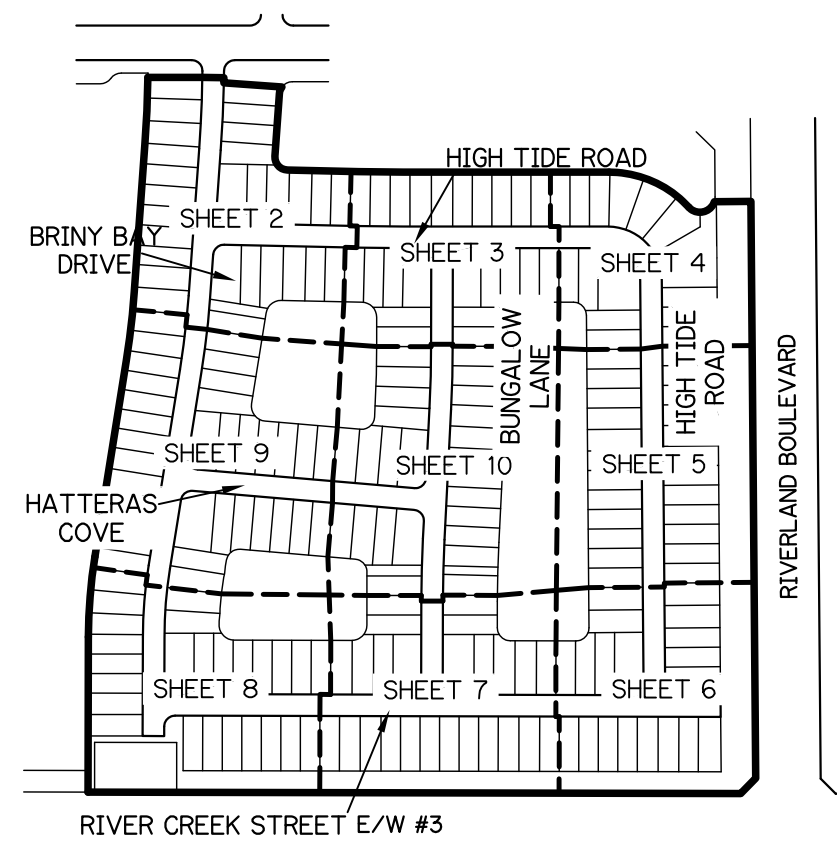 HIGH TIDE ROAD
SHEET 2
BRINY BAY
DRIVE
SHEET 3
SHEET 4
BUNGALOW
LANE
HIGH TIDE
ROAD
RIVERLAND BOULEVARD
SHEET 9
SHEET 10
SHEET 5
HATTERAS
COVE
SHEET 8
SHEET 7
SHEET 6
RIVER CREEK STREET E/W #3